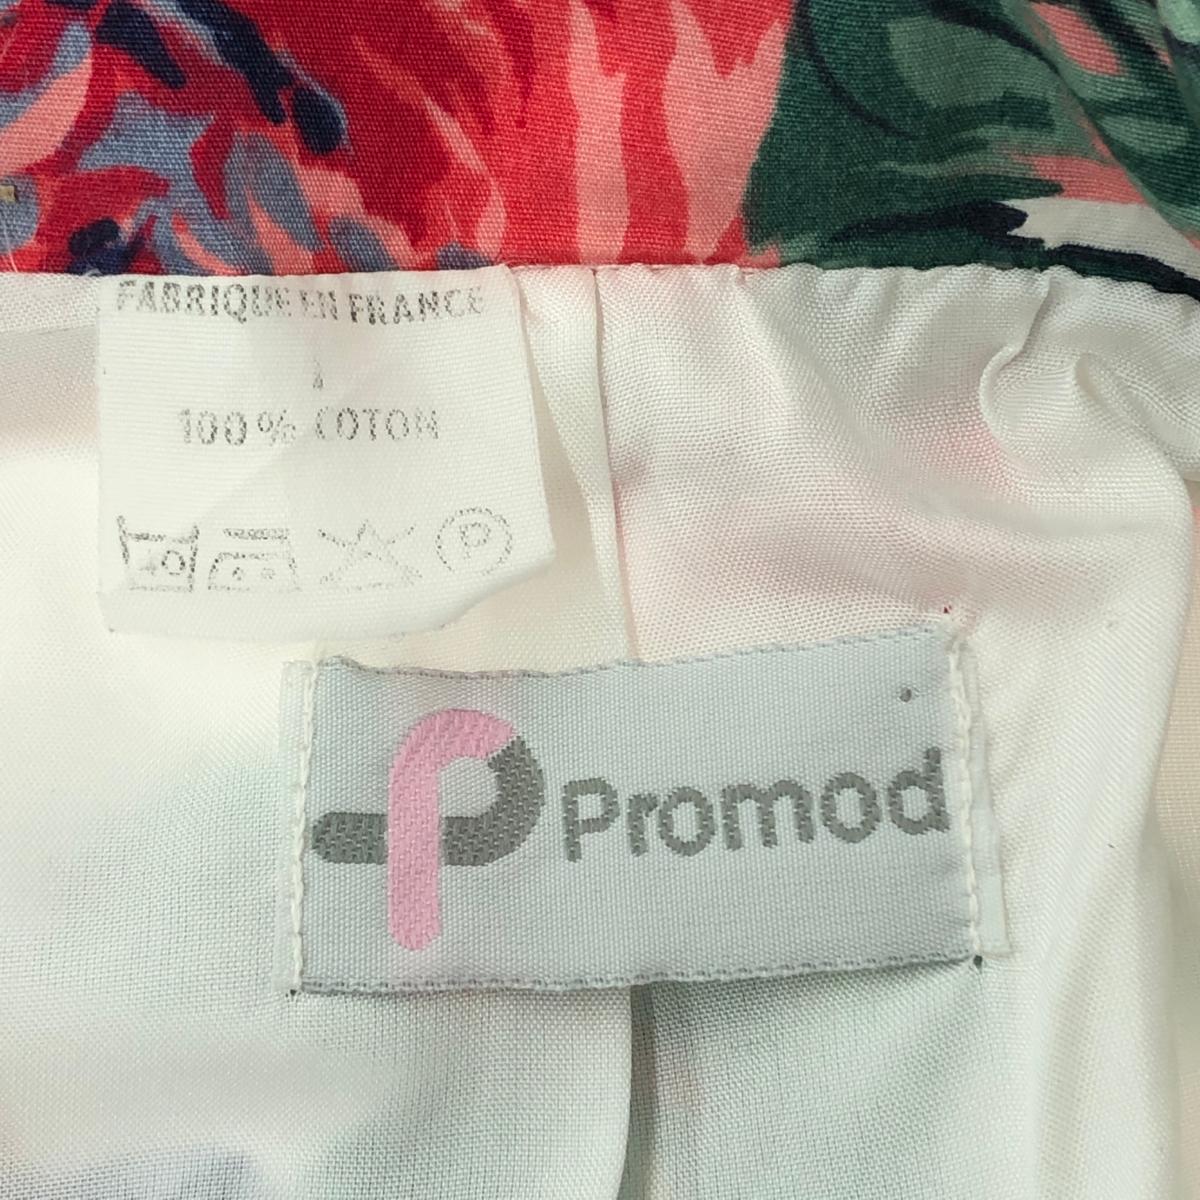 FABRIQUE EN FRANCE
100% COTON
P
Promod